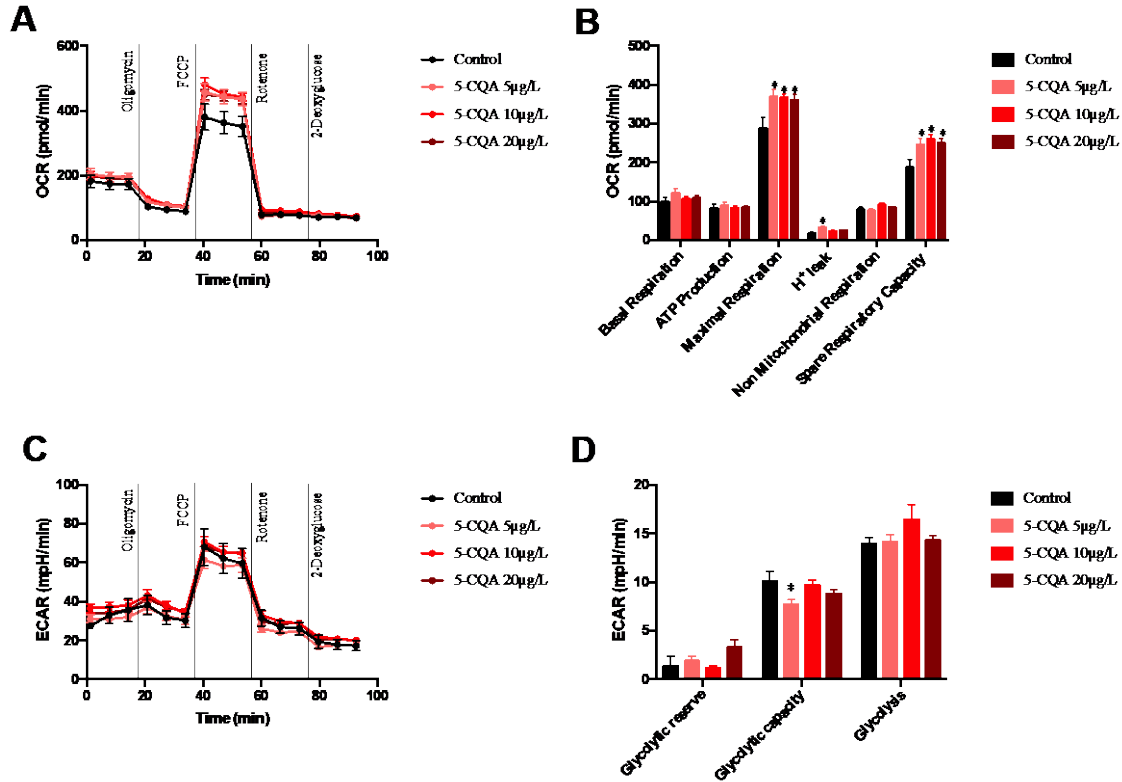 A
OCR (pmol/min)
600
400
200
0
Oligomycin
FCCP
Rotenone
2-Deoxyglucose
0
20
40
60
80
100
Time (min)
Control
5-CQA 5µg/L
5-CQA 10µg/L
5-CQA 20µg/L
B
OCR (pmol/min)
500
400
300
200
100
0
*
*
*
*
*
*
*
Basal Respiration
ATP Production
Maximal Respiration
H+ leak
Non Mitochondrial Respiration
Spare Respiratory Capacity
Control
5-CQA 5µg/L
5-CQA 10µg/L
5-CQA 20µg/L
C
ECAR (mpH/min)
100
80
60
40
20
0
Oligomycin
FCCP
Rotenone
2-Deoxyglucose
0
20
40
60
80
100
Time (min)
Control
5-CQA 5µg/L
5-CQA 10µg/L
5-CQA 20µg/L
D
ECAR (mpH/min)
20
15
10
5
0
*
Glycolytic reserve
Glycolytic capacity
Glycolysis
Control
5-CQA 5µg/L
5-CQA 10µg/L
5-CQA 20µg/L